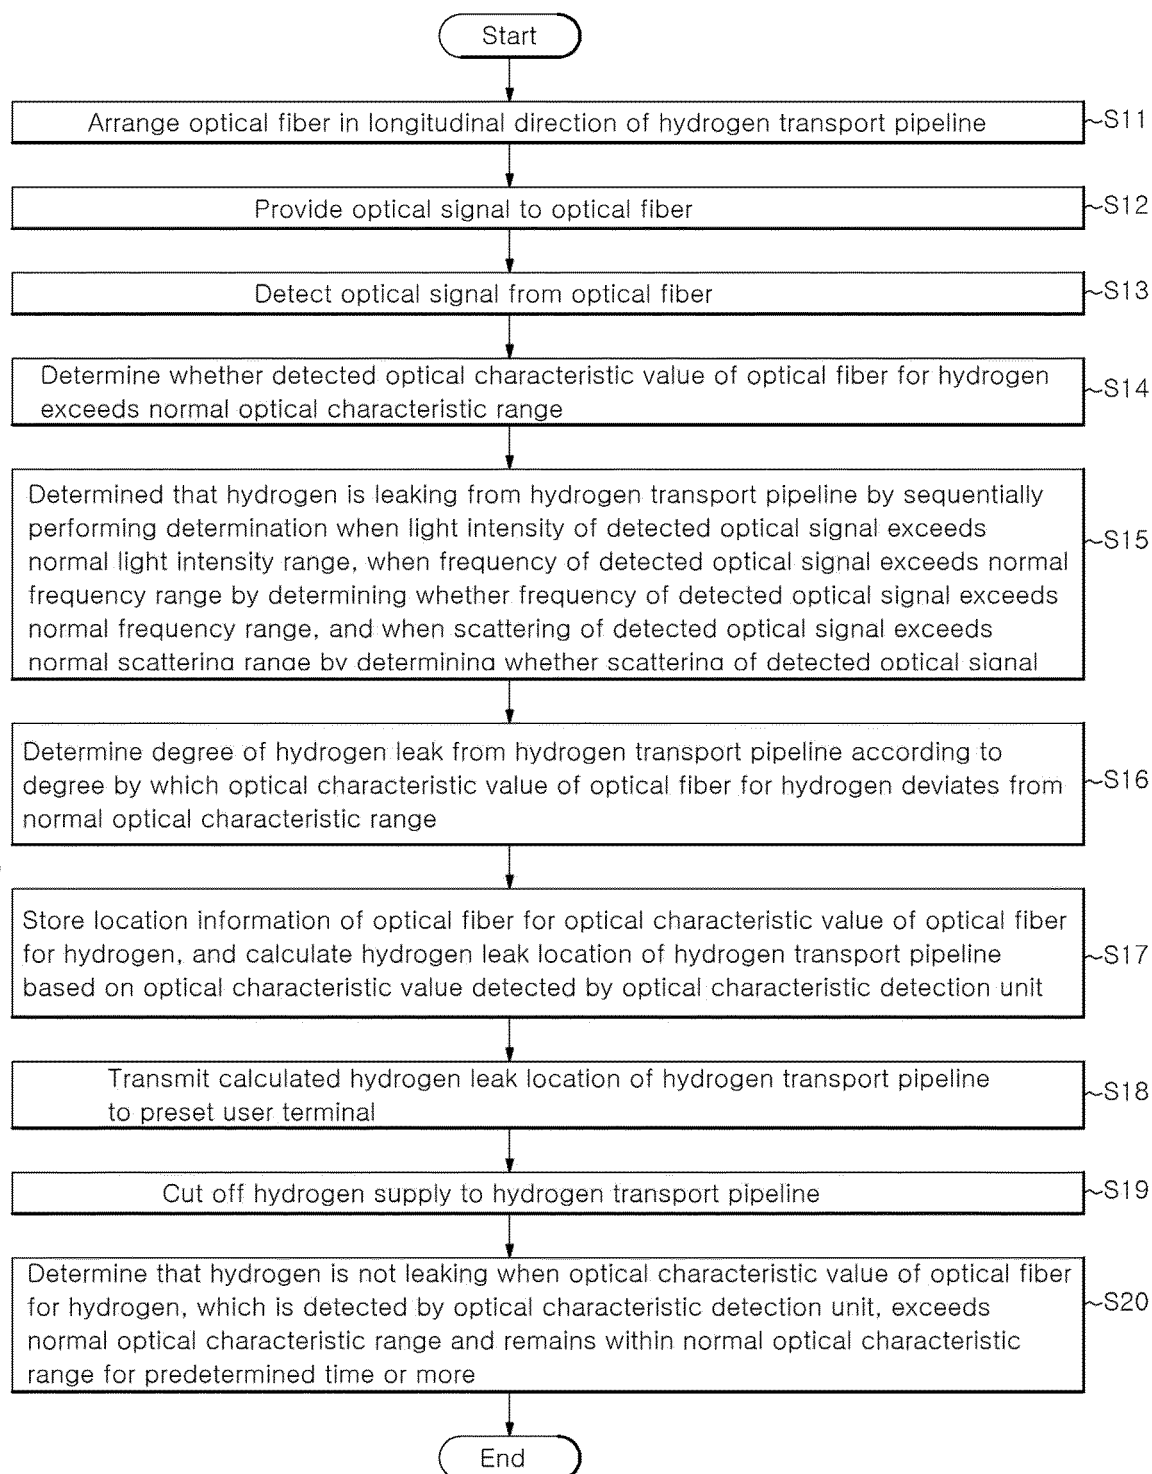 Start
Arrange optical fiber in longitudinal direction of hydrogen transport pipeline
S11
Provide optical signal to optical fiber
S12
Detect optical signal from optical fiber
S13
Determine whether detected optical characteristic value of optical fiber for hydrogen
exceeds normal optical characteristic range
S14
Determined that hydrogen is leaking from hydrogen transport pipeline by sequentially
performing determination when light intensity of detected optical signal exceeds
normal light intensity range, when frequency of detected optical signal exceeds normal
frequency range by determining whether frequency of detected optical signal exceeds
normal frequency range, and when scattering of detected optical signal exceeds
normal scattering range by determining whether scattering of detected optical signal
S15
Determine degree of hydrogen leak from hydrogen transport pipeline according to
degree by which optical characteristic value of optical fiber for hydrogen deviates from
normal optical characteristic range
S16
Store location information of optical fiber for optical characteristic value of optical fiber
for hydrogen, and calculate hydrogen leak location of hydrogen transport pipeline
based on optical characteristic value detected by optical characteristic detection unit
S17
Transmit calculated hydrogen leak location of hydrogen transport pipeline
to preset user terminal
S18
Cut off hydrogen supply to hydrogen transport pipeline
S19
Determine that hydrogen is not leaking when optical characteristic value of optical fiber
for hydrogen, which is detected by optical characteristic detection unit, exceeds
normal optical characteristic range and remains within normal optical characteristic
range for predetermined time or more
S20
End